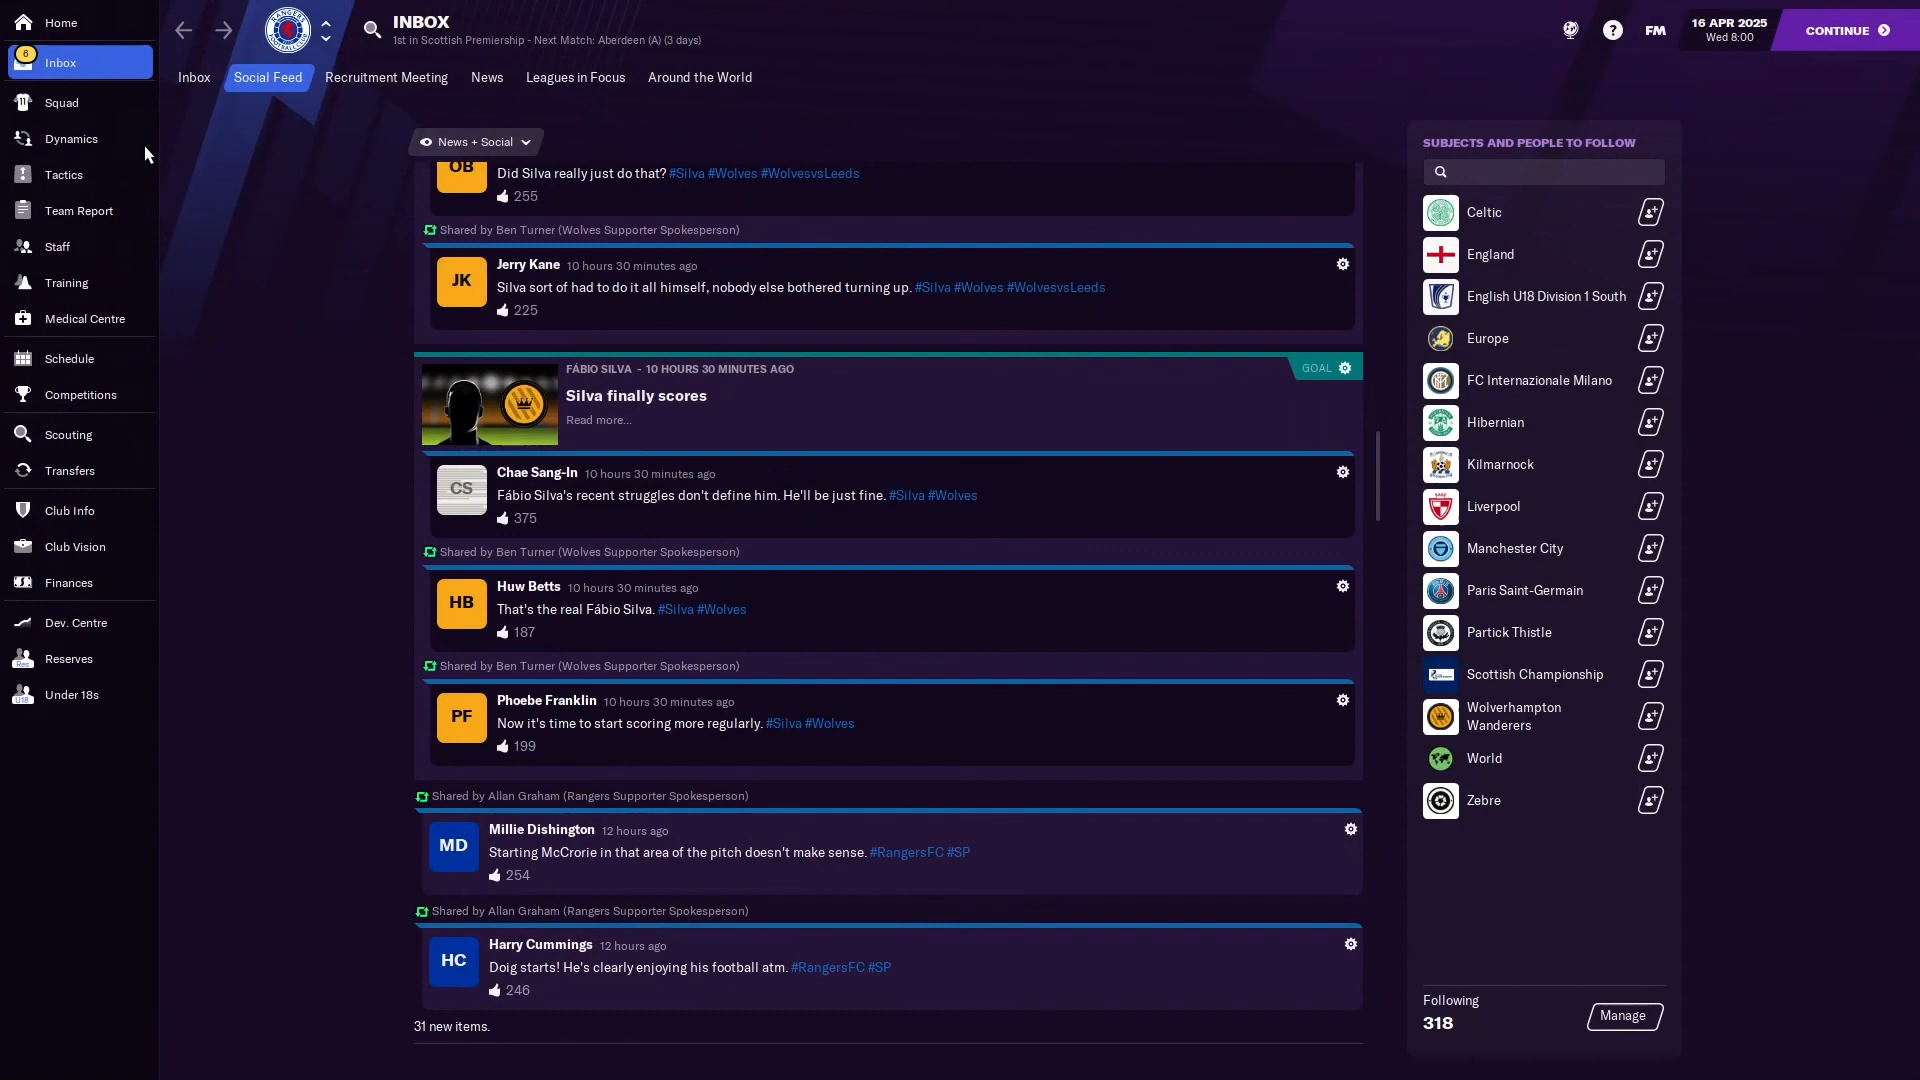 Home
6
Inbox
Squad
Dynamics
Tactics
Team Report
Staff
Training
Medical Centre
Schedule
Competitions
Scouting
Transfers
Club Info
Club Vision
Finances
Dev. Centre
Res
Reserves
U18
Under 18s
INBOX
1st in Scottish Premiership - Next Match: Aberdeen (A) (3 days)
FM
16 APR 2025
Wed 8:00
CONTINUE
Inbox
Social Feed
Recruitment Meeting
News
Leagues in Focus
Around the World
News + Social
OB
Did Silva really just do that? #Silva #Wolves #WolvesvsLeeds
255
Shared by Ben Turner (Wolves Supporter Spokesperson)
JK
Jerry Kane 10 hours 30 minutes ago
Silva sort of had to do it all himself, nobody else bothered turning up. #Silva #Wolves #WolvesvsLeeds
225
FÁBIO SILVA - 10 HOURS 30 MINUTES AGO
GOAL
Silva finally scores
Read more...
CS
Chae Sang-In 10 hours 30 minutes ago
Fábio Silva's recent struggles don't define him. He'll be just fine. #Silva #Wolves
375
Shared by Ben Turner (Wolves Supporter Spokesperson)
HB
Huw Betts 10 hours 30 minutes ago
That's the real Fábio Silva. #Silva #Wolves
187
Shared by Ben Turner (Wolves Supporter Spokesperson)
PF
Phoebe Franklin 10 hours 30 minutes ago
Now it's time to start scoring more regularly. #Silva #Wolves
199
Shared by Allan Graham (Rangers Supporter Spokesperson)
MD
Millie Dishington 12 hours ago
Starting McCrorie in that area of the pitch doesn't make sense. #RangersFC #SP
254
Shared by Allan Graham (Rangers Supporter Spokesperson)
HC
Harry Cummings 12 hours ago
Doig starts! He's clearly enjoying his football atm. #RangersFC #SP
246
31 new items.
SUBJECTS AND PEOPLE TO FOLLOW
Celtic
England
English U18 Division 1 South
Europe
FC Internazionale Milano
Hibernian
Kilmarnock
Liverpool
Manchester City
Paris Saint-Germain
Partick Thistle
Scottish Championship
Wolverhampton
Wanderers
World
Zebre
Following
318
Manage